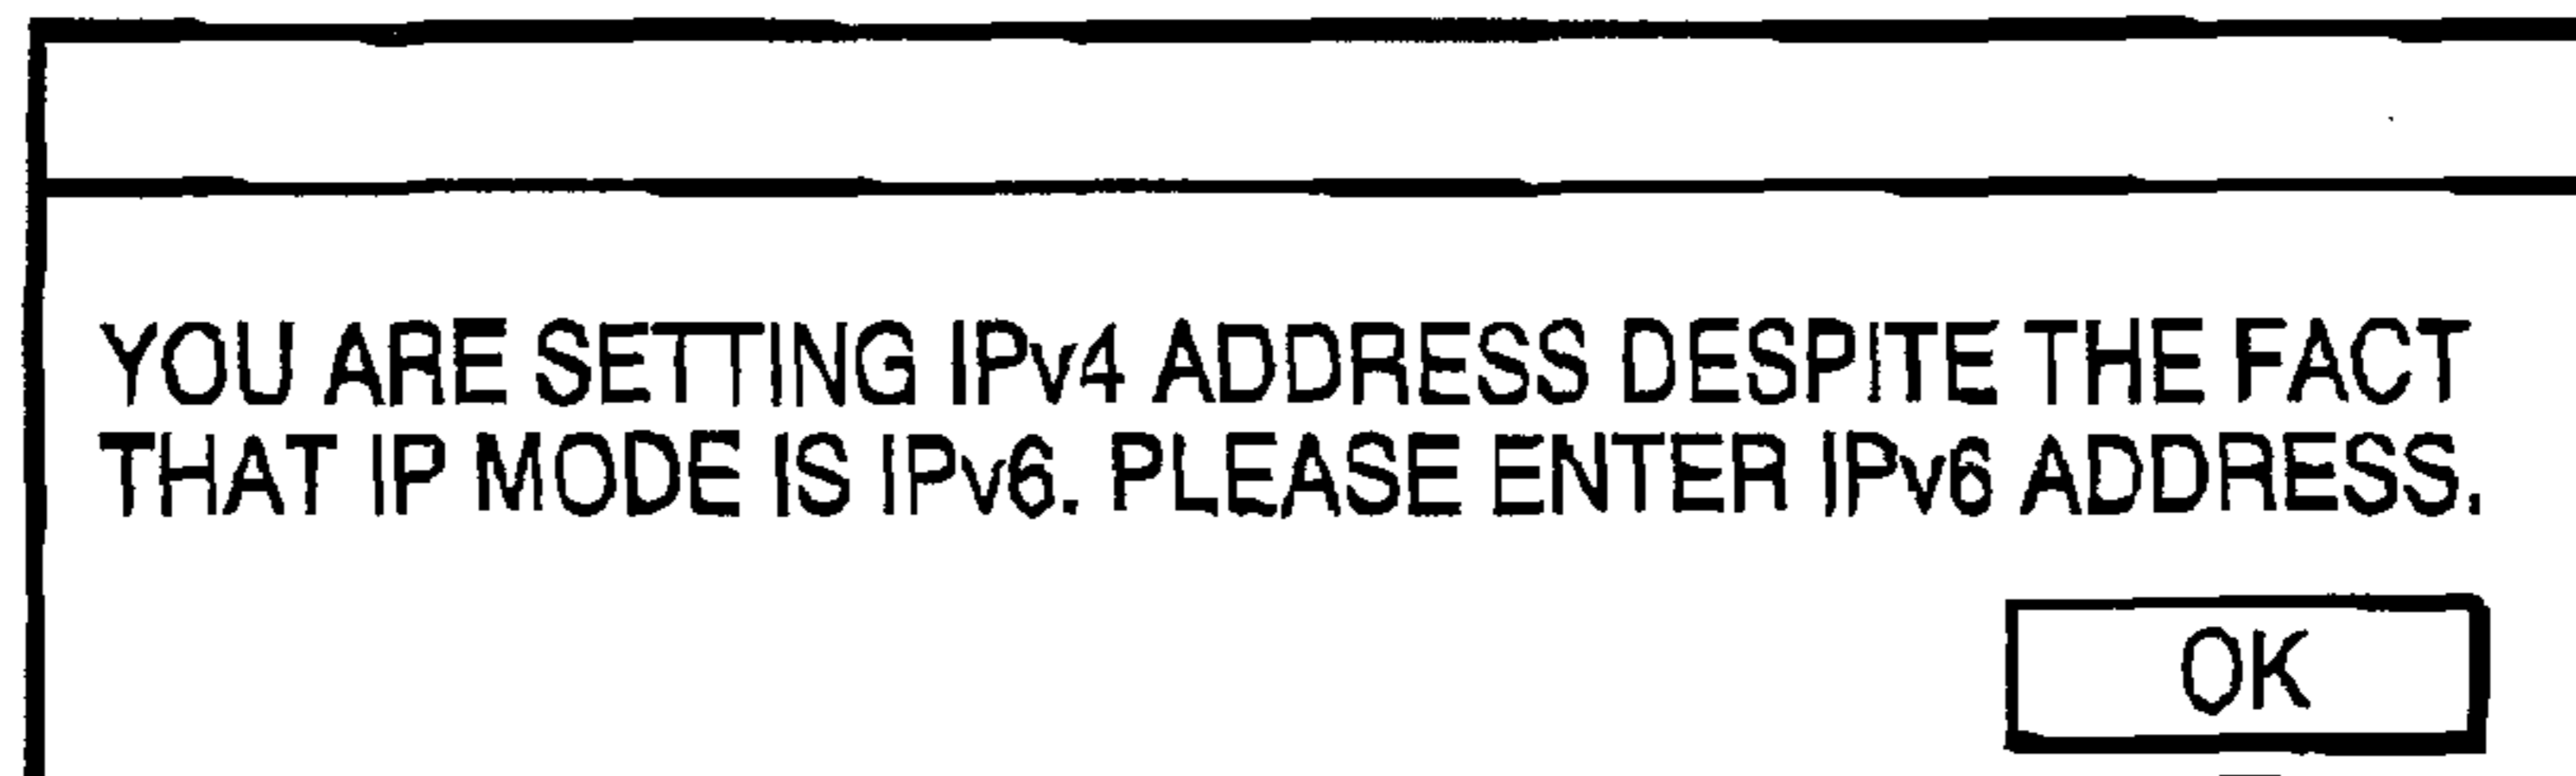 YOU ARE SETTING IPv4 ADDRESS DESPITE THE FACT
THAT IP MODE IS IPv6. PLEASE ENTER IPv6 ADDRESS.
OK